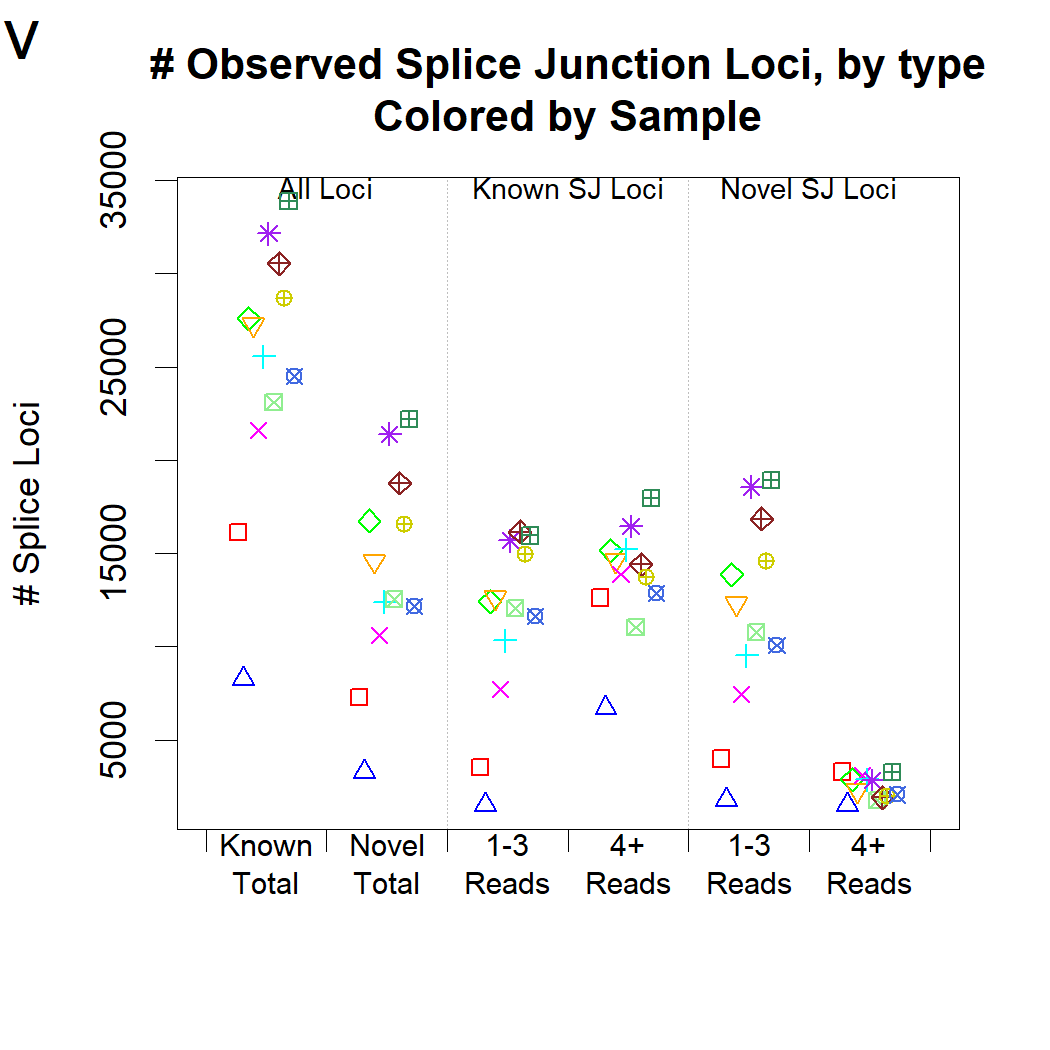 V
# Observed Splice Junction Loci, by type
Colored by Sample
# Splice Loci
35000
25000
15000
5000
All Loci
Known SJ Loci
Novel SJ Loci
Known Total
Novel Total
1-3 Reads
4+ Reads
1-3 Reads
4+ Reads